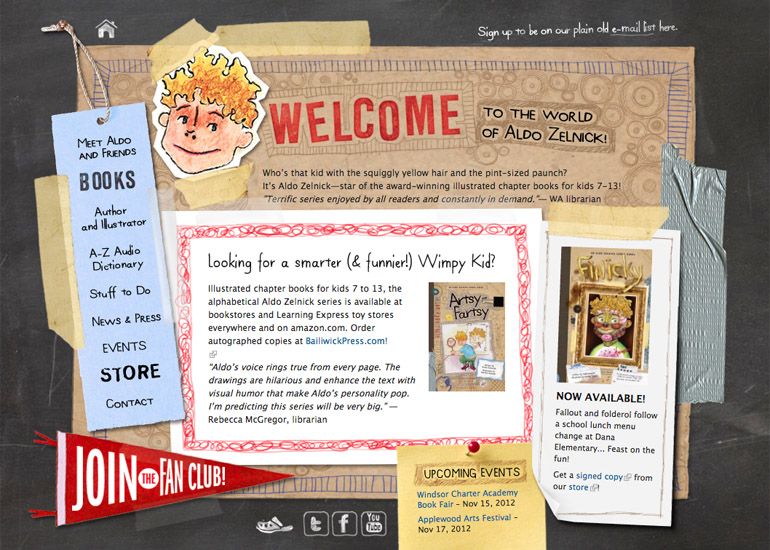 Sign up to be on our plain old e-mail list here.
WELCOME
TO THE WORLD
OF ALDO ZELNICK!
Who's that kid with the squiggly yellow hair and the pint-sized paunch?
It's Aldo Zelnick—star of the award-winning illustrated chapter books for kids 7-13!
"Terrific series enjoyed by all readers and constantly in demand."— WA librarian
MEET ALDO
AND FRIENDS
BOOKS
Author
and Illustrator
A-Z Audio
Dictionary
Stuff to Do
News & Press
EVENTS
STORE
CONTACT
Looking for a smarter (& funnier!) Wimpy Kid?
Illustrated chapter books for kids 7 to 13, the
alphabetical Aldo Zelnick series is available at
bookstores and Learning Express toy stores
everywhere and on amazon.com. Order
autographed copies at BailiwickPress.com!
"Aldo's voice rings true from every page. The
drawings are hilarious and enhance the text with
visual humor that make Aldo's personality pop.
I'm predicting this series will be very big." —
Rebecca McGregor, librarian
Artsy
Fartsy
Finicky
NOW AVAILABLE!
Fallout and folderol follow
a school lunch menu
change at Dana
Elementary... Feast on the
fun!
Get a signed copy from
our store!
JOIN THE FAN CLUB!
UPCOMING EVENTS
Windsor Charter Academy
Book Fair - Nov 15, 2012
Applewood Arts Festival -
Nov 17, 2012
You
Tube